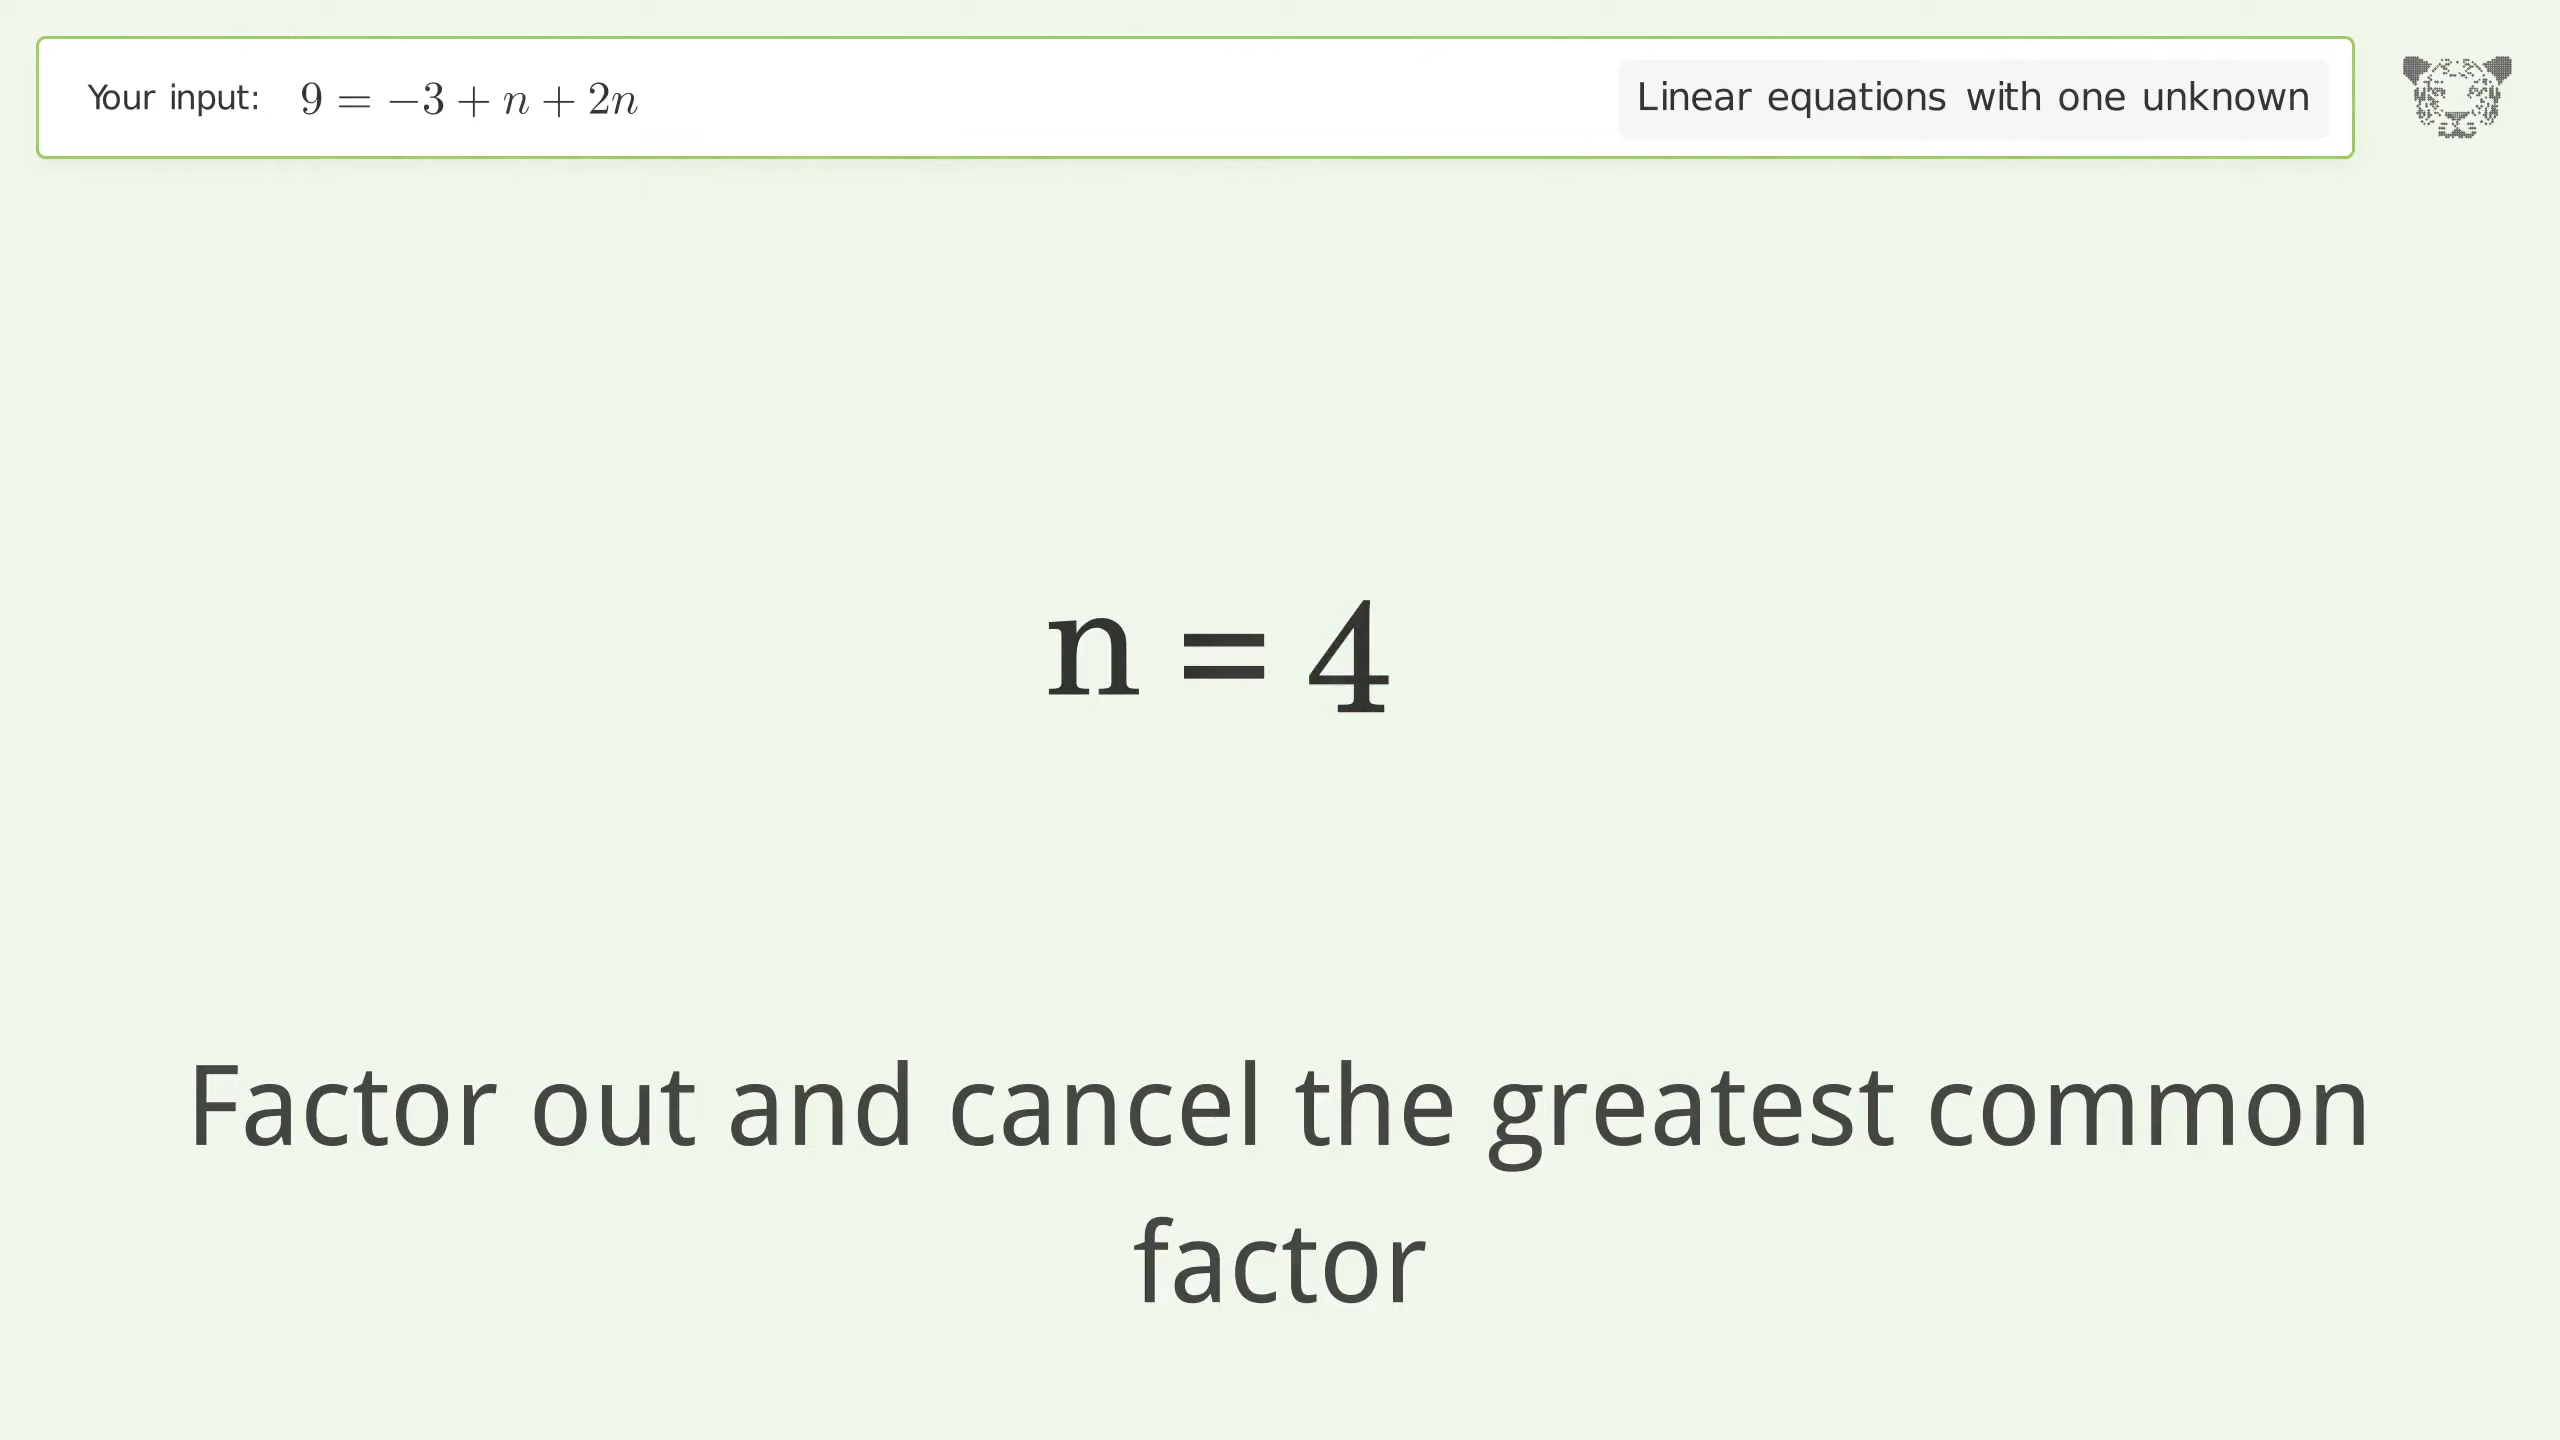 Your input: 9 = −3 + n + 2n
Linear equations with one unknown
n = 4
Factor out and cancel the greatest common
factor